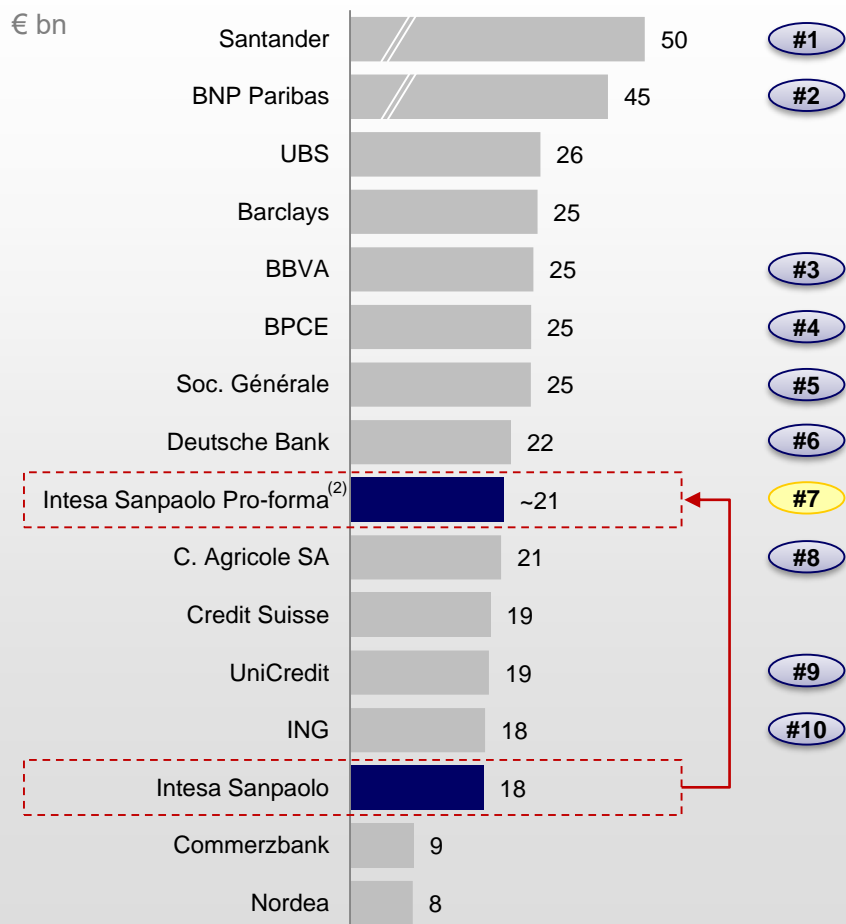 € bn
Santander 50 #1
BNP Paribas 45 #2
UBS 26
Barclays 25
BBVA 25 #3
BPCE 25 #4
Soc. Générale 25 #5
Deutsche Bank 22 #6
Intesa Sanpaolo Pro-forma(2) ~21 #7
C. Agricole SA 21 #8
Credit Suisse 19
UniCredit 19 #9
ING 18 #10
Intesa Sanpaolo 18
Commerzbank 9
Nordea 8